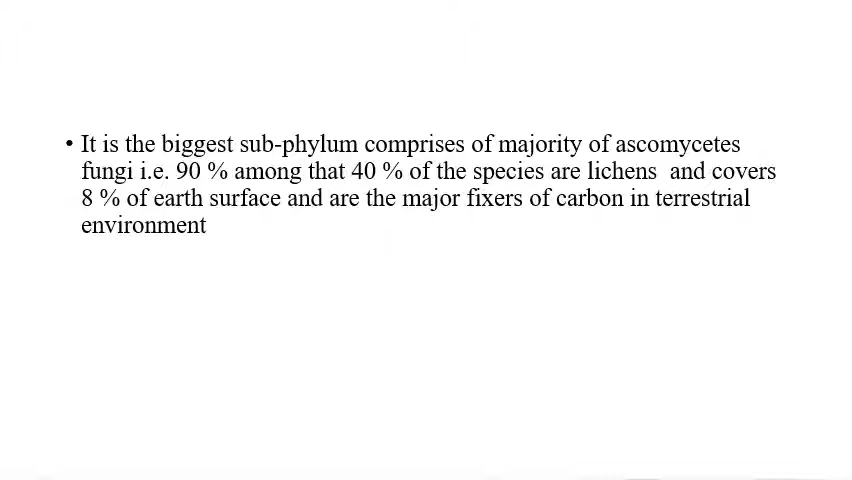 • It is the biggest sub-phylum comprises of majority of ascomycetes
fungi i.e. 90 % among that 40 % of the species are lichens  and covers
8 % of earth surface and are the major fixers of carbon in terrestrial
environment